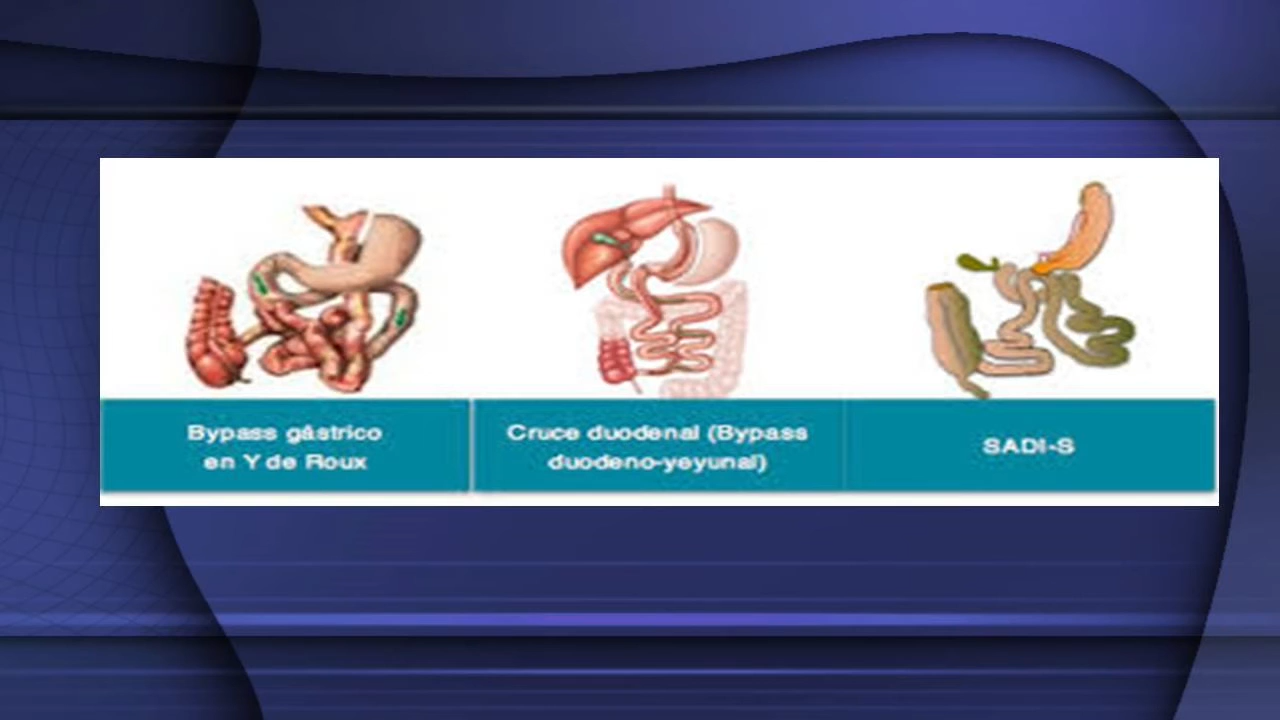 Bypass gástrico
en Y de Roux
Cruce duodenal (Bypass
duodeno-yeyunal)
SADI-S